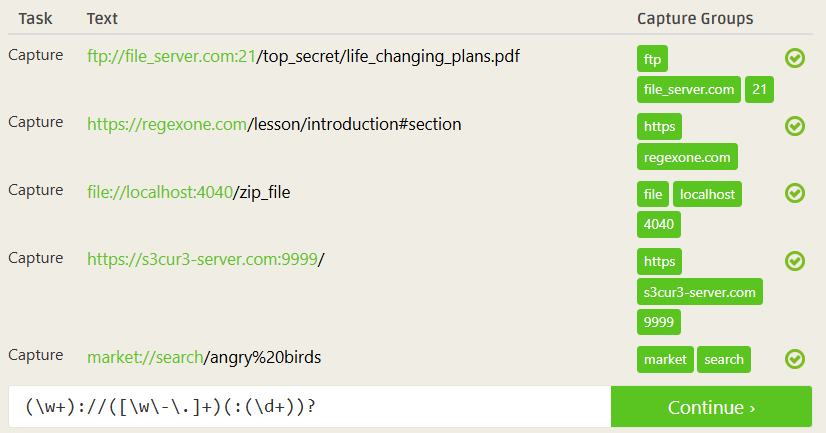 Task Text Capture Groups
Capture ftp://file_server.com:21/top_secret/life_changing_plans.pdf ftp
file_server.com 21
Capture https://regexone.com/lesson/introduction#section https
regexone.com
Capture file://localhost:4040/zip_file file localhost
4040
Capture https://s3cur3-server.com:9999/ https
s3cur3-server.com
9999
Capture market://search/angry%20birds market search
(\w+)://([\w\-\.]+)(:(\d+))? Continue ›